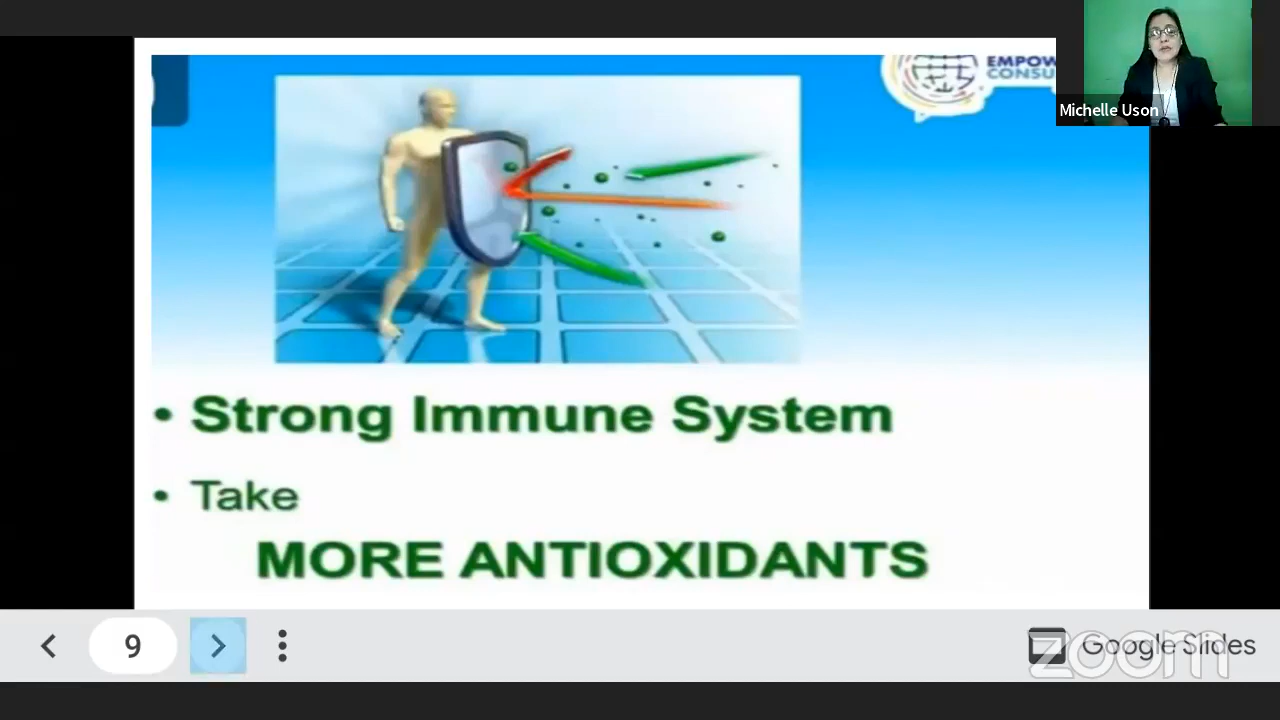 EMPOW
CONSU
Michelle Uson
• Strong Immune System
• Take
MORE ANTIOXIDANTS
9
Google Slides
zoom